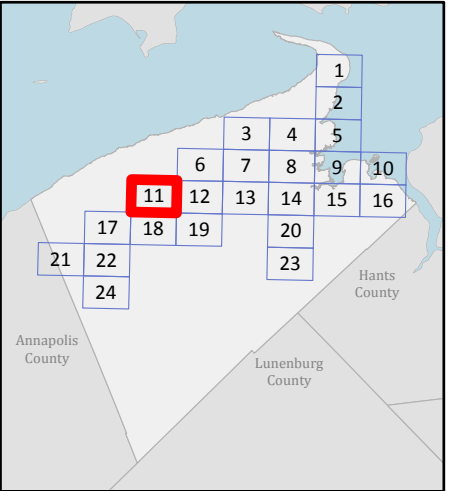 1
2
3 4 5
6 7 8 9 10
11 12 13 14 15 16
17 18 19 20
21 22 23
24
Hants
County
Annapolis
County
Lunenburg
County